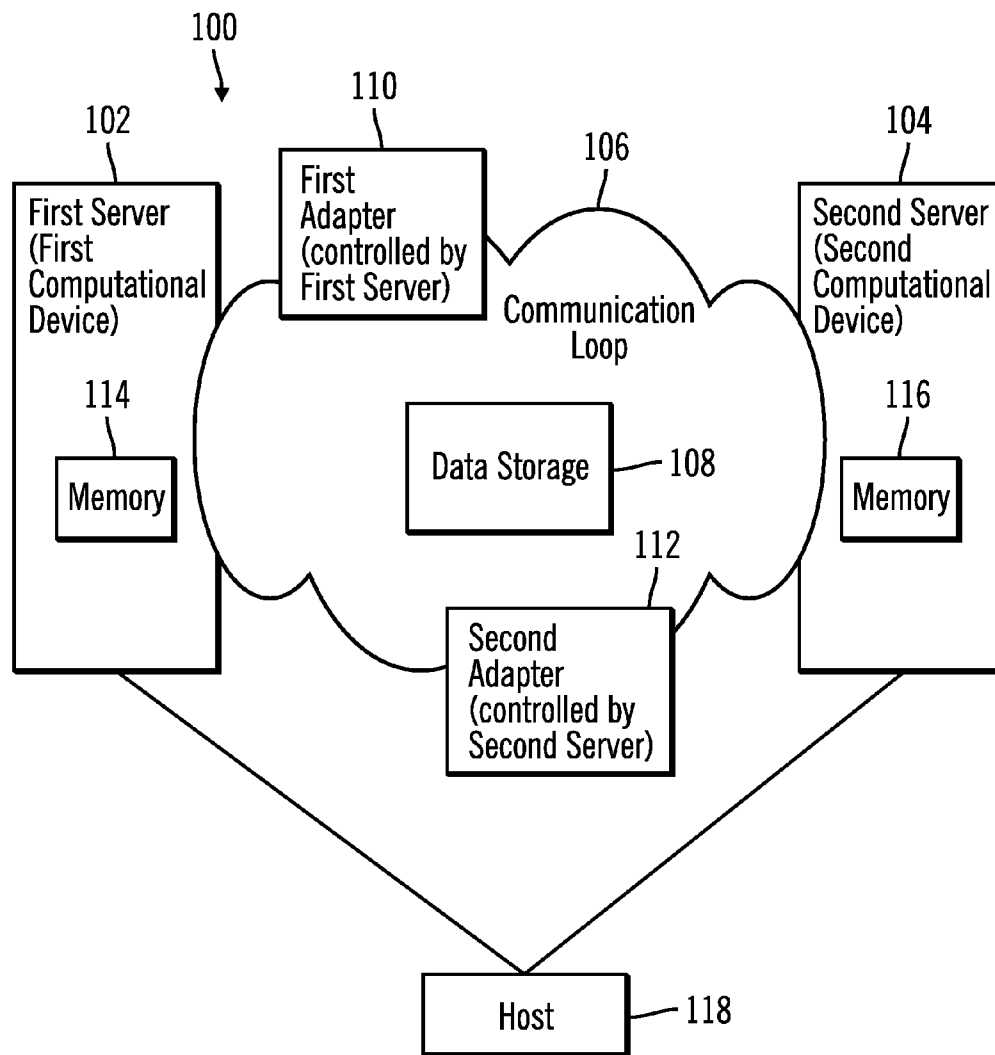 100
110
102
106
104
First
Adapter
(controlled by
First Server)
First Server
(First
Computational
Device)
Second Server
(Second
Computational
Device)
Communication
Loop
114
116
Data Storage
108
Memory
Memory
112
Second
Adapter
(controlled by
Second Server)
Host
118